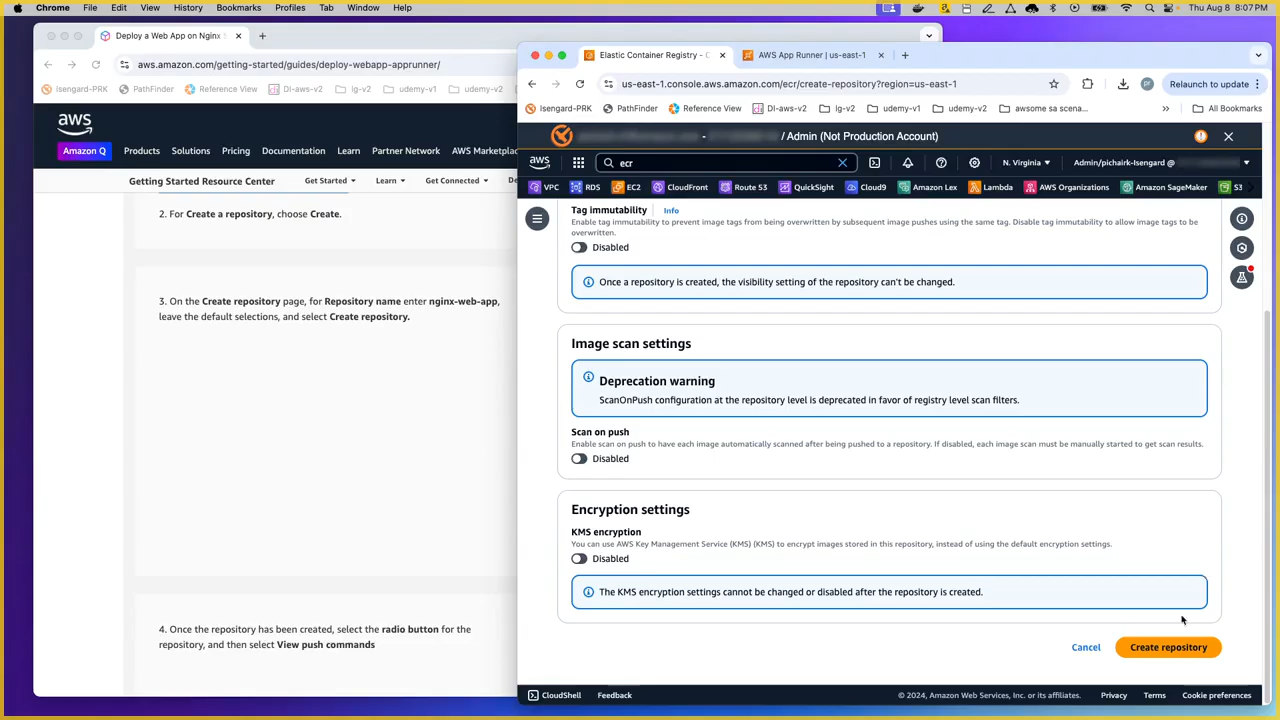 Chrome File Edit View History Bookmarks Profiles Tab Window Help Thu Aug 8 8:07 PM
Deploy a Web App on Nginx
aws.amazon.com/getting-started/guides/deploy-webapp-apprunner/
Isengard-PRK PathFinder Reference View DI-aws-v2 lg-v2 udemy-v1 udemy-v2
aws
Amazon Q Products Solutions Pricing Documentation Learn Partner Network AWS Marketplac
Getting Started Resource Center Get Started Learn Get Connected De
2. For Create a repository, choose Create.
3. On the Create repository page, for Repository name enter nginx-web-app,
leave the default selections, and select Create repository.
4. Once the repository has been created, select the radio button for the
repository, and then select View push commands
Elastic Container Registry - C AWS App Runner | us-east-1
us-east-1.console.aws.amazon.com/ecr/create-repository?region=us-east-1 pr Relaunch to update
Isengard-PRK PathFinder Reference View DI-aws-v2 lg-v2 udemy-v1 udemy-v2 awsome sa scena... » All Bookmarks
/ Admin (Not Production Account)
aws ecr N. Virginia Admin/pichairk-Isengard @
VPC RDS EC2 CloudFront Route 53 QuickSight Cloud9 Amazon Lex Lambda AWS Organizations Amazon SageMaker S3
Tag immutability Info
Enable tag immutability to prevent image tags from being overwritten by subsequent image pushes using the same tag. Disable tag immutability to allow image tags to be
overwritten.
Disabled
Once a repository is created, the visibility setting of the repository can't be changed.
Image scan settings
Deprecation warning
ScanOnPush configuration at the repository level is deprecated in favor of registry level scan filters.
Scan on push
Enable scan on push to have each image automatically scanned after being pushed to a repository. If disabled, each image scan must be manually started to get scan results.
Disabled
Encryption settings
KMS encryption
You can use AWS Key Management Service (KMS) (KMS) to encrypt images stored in this repository, instead of using the default encryption settings.
Disabled
The KMS encryption settings cannot be changed or disabled after the repository is created.
Cancel Create repository
CloudShell Feedback © 2024, Amazon Web Services, Inc. or its affiliates. Privacy Terms Cookie preferences